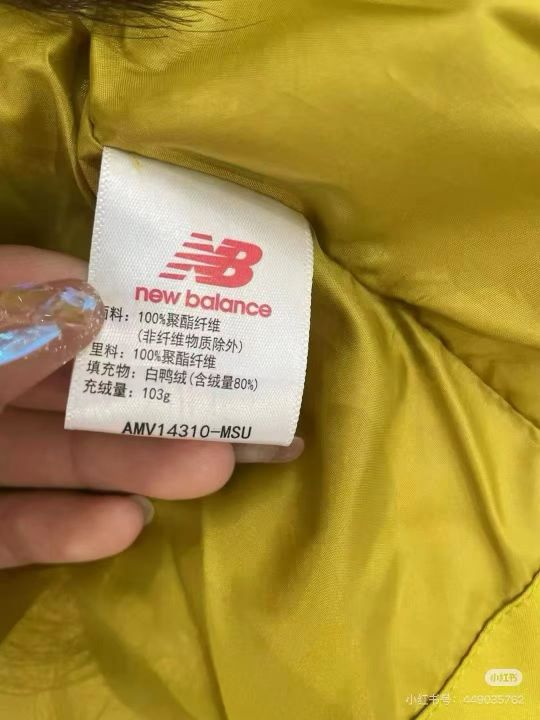 NB
new balance
面料：100%聚酯纤维
(非纤维物质除外)
里料：100%聚酯纤维
填充物：白鸭绒(含绒量80%)
充绒量：103g
AMV14310-MSU
小红书
小红书号：449035762